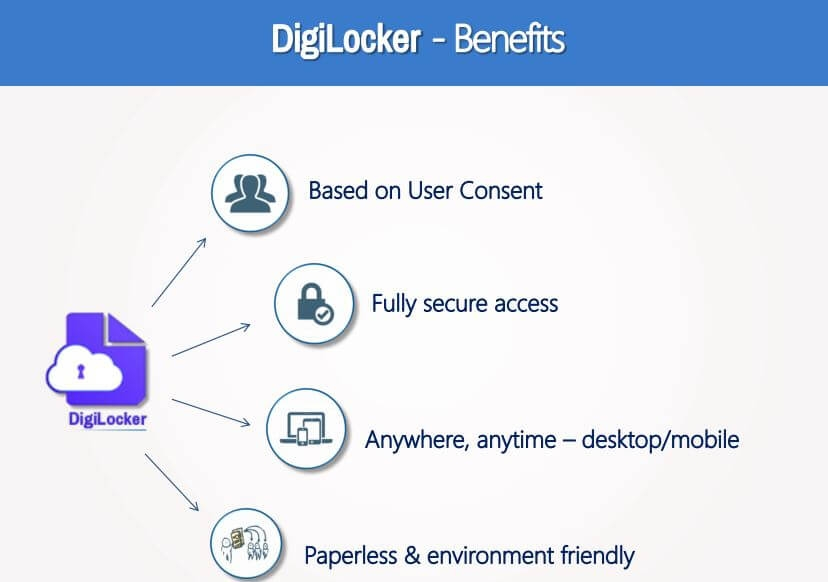 DigiLocker - Benefits
Based on User Consent
Fully secure access
DigiLocker
Anywhere, anytime – desktop/mobile
Paperless & environment friendly